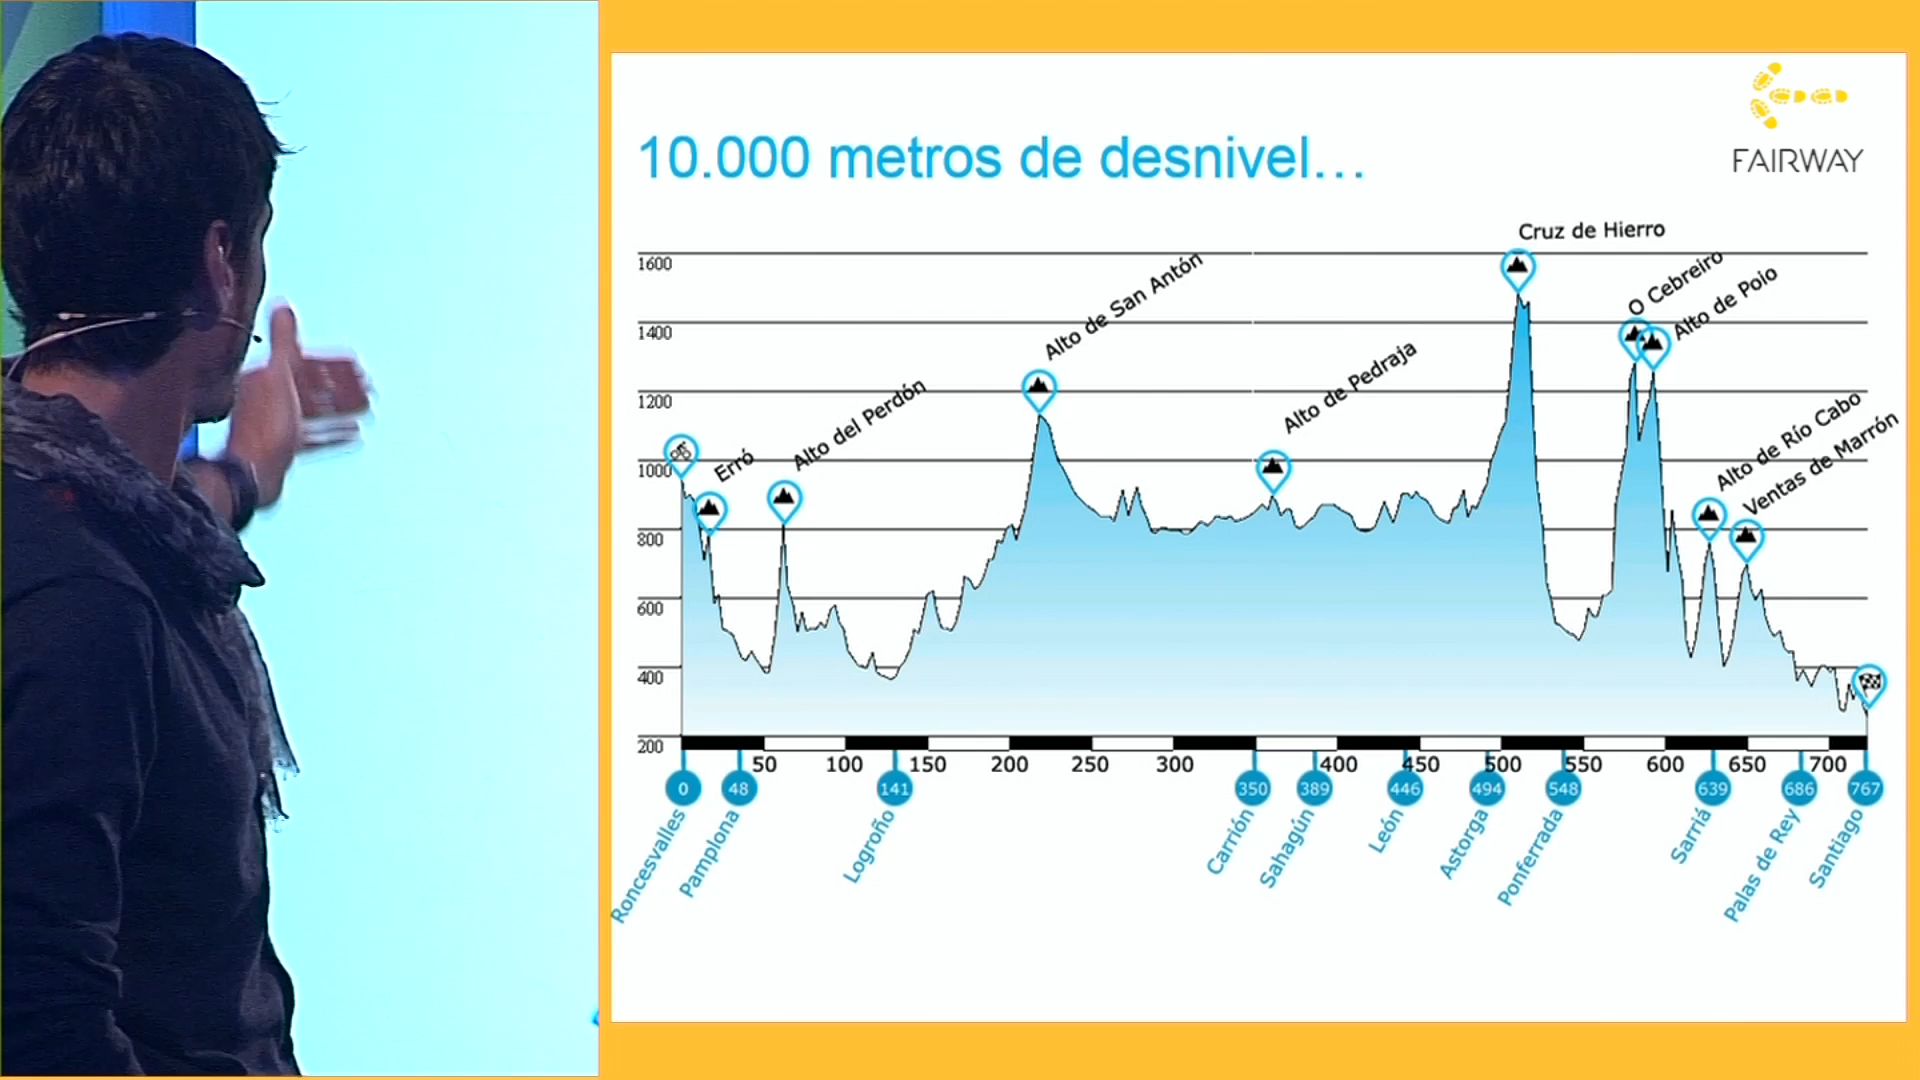 FAIRWAY
10.000 metros de desnivel...
Cruz de Hierro
O Cebreiro
Alto de Poio
Alto de San Antón
Alto de Pedraja
Alto del Perdón
Erró
Alto de Río Cabo
Ventas de Marrón
1600
1400
1200
1000
800
600
400
200
50 100 150 200 250 300 400 450 500 550 600 650 700
0 48 141 350 389 446 494 548 639 686 767
Roncesvalles
Pamplona
Logroño
Carrión
Sahagún
León
Astorga
Ponferrada
Sarriá
Palas de Rey
Santiago